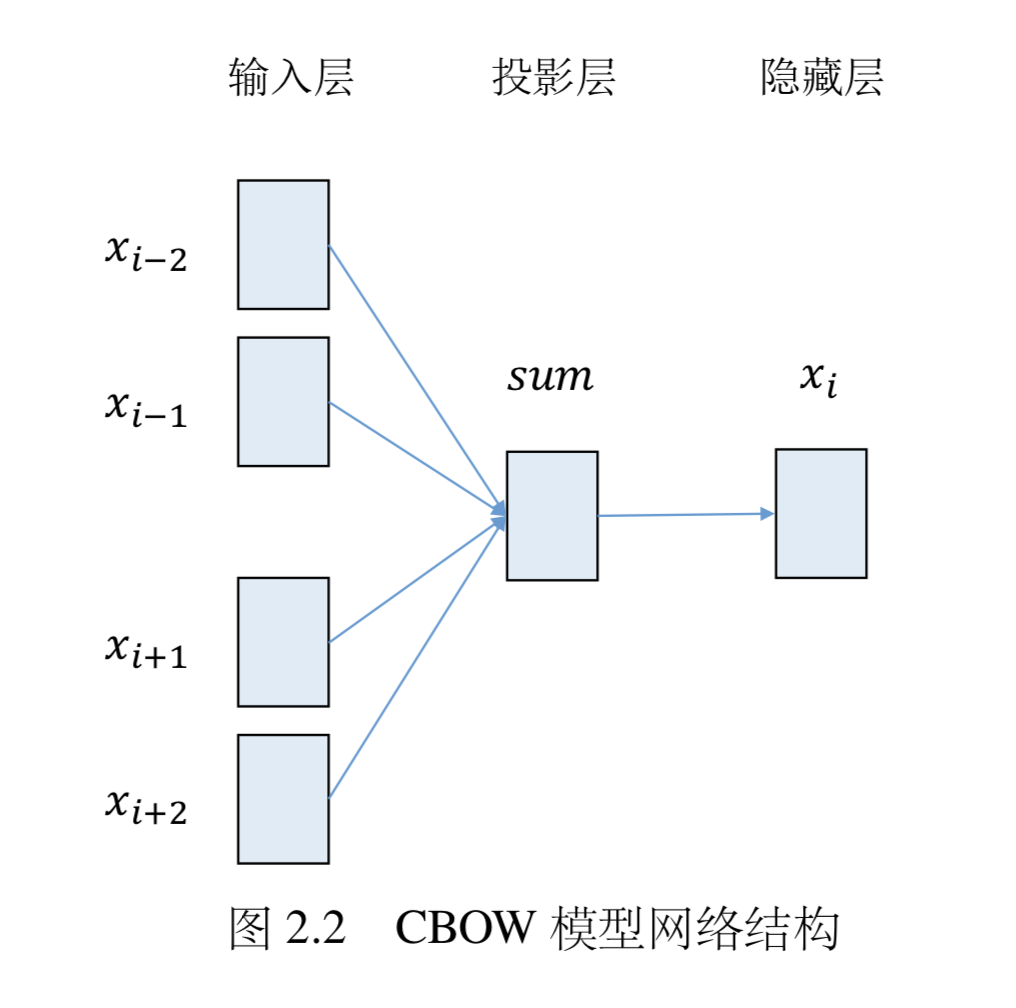 输入层 投影层 隐藏层
x_{i-2}
x_{i-1}
sum x_i
x_{i+1}
x_{i+2}
图 2.2 CBOW 模型网络结构